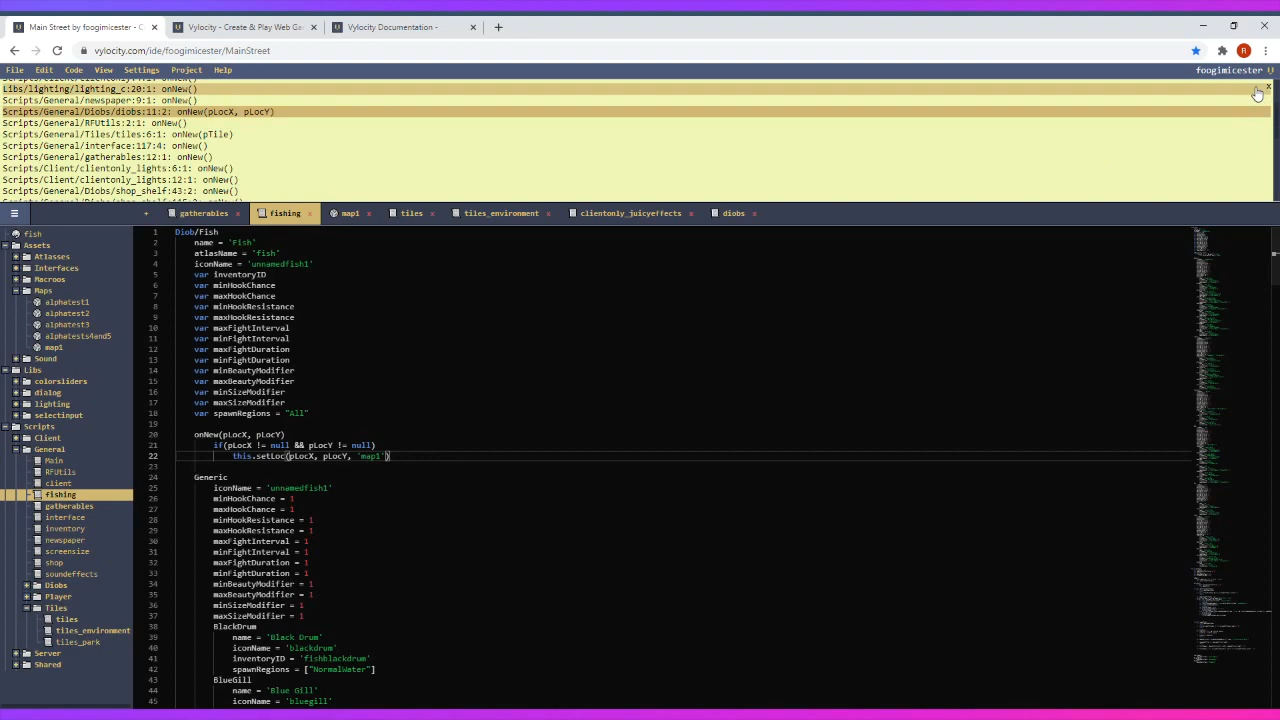 Main Street by foogimicester - C
Vylocity - Create & Play Web Ga
Vylocity Documentation -
vylocity.com/ide/foogimicester/MainStreet
R
File Edit Code View Settings Project Help
foogimicester
Libs/lighting/lighting_c:20:1: onNew()
Scripts/General/newspaper:9:1: onNew()
Scripts/General/Diobs/diobs:11:2: onNew(pLocX, pLocY)
Scripts/General/RFUtils:2:1: onNew()
Scripts/General/Tiles/tiles:6:1: onNew(pTile)
Scripts/General/interface:117:4: onNew()
Scripts/General/gatherables:12:1: onNew()
Scripts/Client/clientonly_lights:6:1: onNew()
Scripts/Client/clientonly_lights:12:1: onNew()
Scripts/General/Diobs/shop_shelf:43:2: onNew()
+ gatherables x fishing x map1 x tiles x tiles_environment x clientonly_juicyeffects x diobs x
fish
Assets
Atlasses
Interfaces
Macroos
Maps
alphatest1
alphatest2
alphatest3
alphatests4and5
map1
Sound
Libs
colorsliders
dialog
lighting
selectinput
Scripts
Client
General
Main
RFUtils
client
fishing
gatherables
interface
inventory
newspaper
screensize
shop
soundeffects
Diobs
Player
Tiles
tiles
tiles_environment
tiles_park
Server
Shared
1 Diob/Fish
2 name = 'Fish'
3 atlasName = 'fish'
4 iconName = 'unnamedfish1'
5 var inventoryID
6 var minHookChance
7 var maxHookChance
8 var minHookResistance
9 var maxHookResistance
10 var maxFightInterval
11 var minFightInterval
12 var maxFightDuration
13 var minFightDuration
14 var minBeautyModifier
15 var maxBeautyModifier
16 var minSizeModifier
17 var maxSizeModifier
18 var spawnRegions = "All"
19
20 onNew(pLocX, pLocY)
21 if(pLocX != null && pLocY != null)
22 this.setLoc(pLocX, pLocY, 'map1')
23
24 Generic
25 iconName = 'unnamedfish1'
26 minHookChance = 1
27 maxHookChance = 1
28 minHookResistance = 1
29 maxHookResistance = 1
30 maxFightInterval = 1
31 minFightInterval = 1
32 maxFightDuration = 1
33 minFightDuration = 1
34 minBeautyModifier = 1
35 maxBeautyModifier = 1
36 minSizeModifier = 1
37 maxSizeModifier = 1
38 BlackDrum
39 name = 'Black Drum'
40 iconName = 'blackdrum'
41 inventoryID = 'fishblackdrum'
42 spawnRegions = ["NormalWater"]
43 BlueGill
44 name = 'Blue Gill'
45 iconName = 'bluegill'